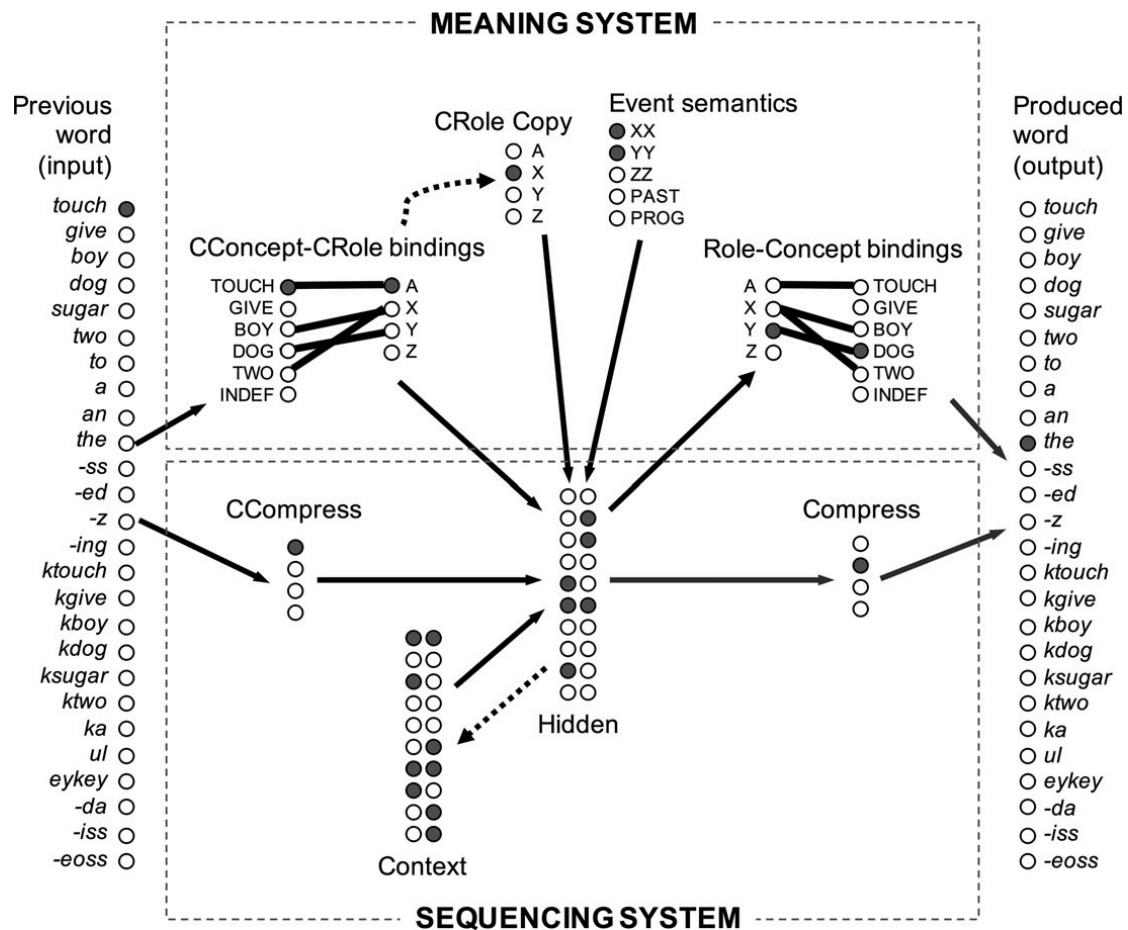 MEANING SYSTEM
Previous
word
(input)
touch
give
boy
dog
sugar
two
to
a
an
the
-ss
-ed
-z
-ing
ktouch
kgive
kboy
kdog
ksugar
ktwo
ka
ul
eykey
-da
-iss
-eoss
CConcept-CRole bindings
TOUCH
GIVE
BOY
DOG
TWO
INDEF
A
X
Y
Z
CRole Copy
A
X
Y
Z
Event semantics
XX
YY
ZZ
PAST
PROG
Role-Concept bindings
A
X
Y
Z
TOUCH
GIVE
BOY
DOG
TWO
INDEF
CCompress
Context
Hidden
Compress
Produced
word
(output)
touch
give
boy
dog
sugar
two
to
a
an
the
-ss
-ed
-z
-ing
ktouch
kgive
kboy
kdog
ksugar
ktwo
ka
ul
eykey
-da
-iss
-eoss
SEQUENCING SYSTEM